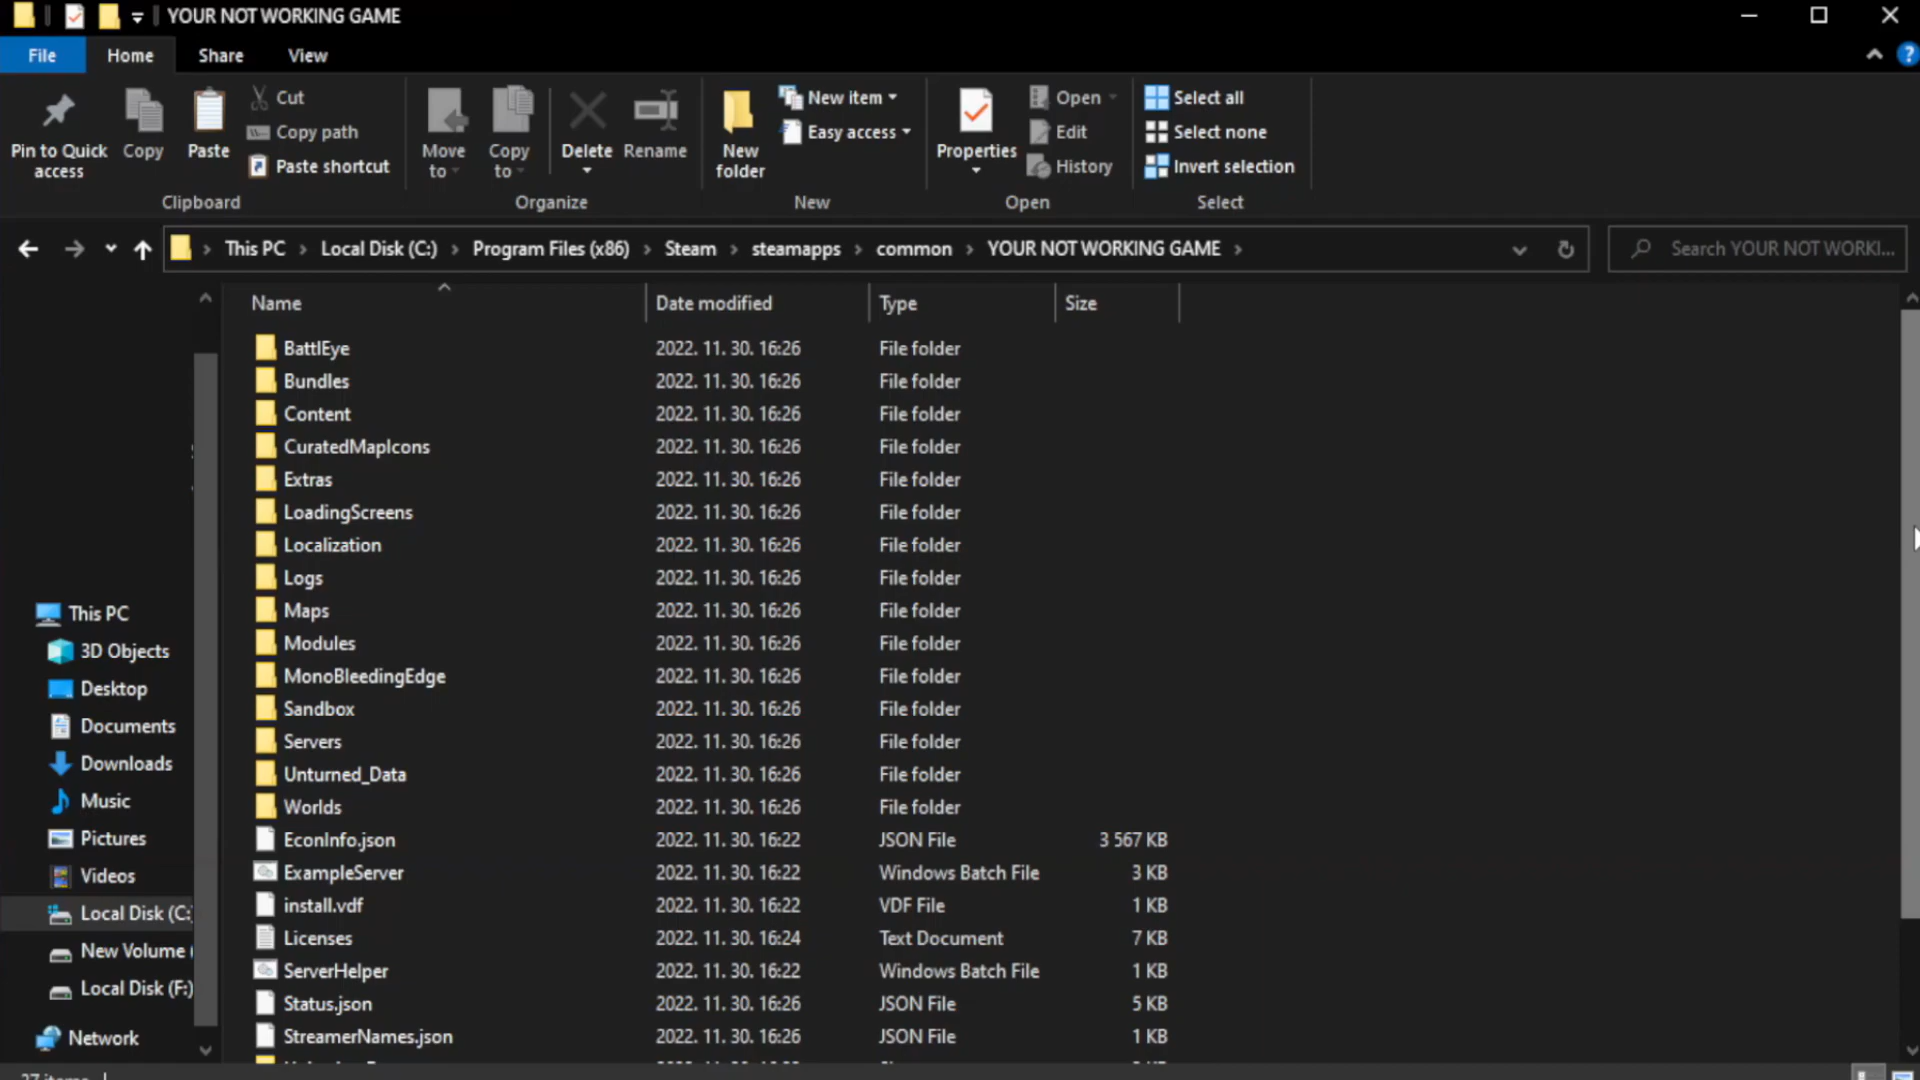 YOUR NOT WORKING GAME
File Home Share View
Pin to Quick access
Copy
Paste
Cut
Copy path
Paste shortcut
Move to
Copy to
Delete
Rename
New folder
New item
Easy access
Properties
Open
Edit
History
Select all
Select none
Invert selection
Clipboard Organize New Open Select
This PC Local Disk (C:) Program Files (x86) Steam steamapps common YOUR NOT WORKING GAME
Search YOUR NOT WORKI...
Name Date modified Type Size
BattlEye 2022. 11. 30. 16:26 File folder
Bundles 2022. 11. 30. 16:26 File folder
Content 2022. 11. 30. 16:26 File folder
CuratedMapIcons 2022. 11. 30. 16:26 File folder
Extras 2022. 11. 30. 16:26 File folder
LoadingScreens 2022. 11. 30. 16:26 File folder
Localization 2022. 11. 30. 16:26 File folder
Logs 2022. 11. 30. 16:26 File folder
Maps 2022. 11. 30. 16:26 File folder
Modules 2022. 11. 30. 16:26 File folder
MonoBleedingEdge 2022. 11. 30. 16:26 File folder
Sandbox 2022. 11. 30. 16:26 File folder
Servers 2022. 11. 30. 16:26 File folder
Unturned_Data 2022. 11. 30. 16:26 File folder
Worlds 2022. 11. 30. 16:26 File folder
EconInfo.json 2022. 11. 30. 16:22 JSON File 3 567 KB
ExampleServer 2022. 11. 30. 16:22 Windows Batch File 3 KB
install.vdf 2022. 11. 30. 16:22 VDF File 1 KB
Licenses 2022. 11. 30. 16:24 Text Document 7 KB
ServerHelper 2022. 11. 30. 16:22 Windows Batch File 1 KB
Status.json 2022. 11. 30. 16:26 JSON File 5 KB
StreamerNames.json 2022. 11. 30. 16:26 JSON File 1 KB
This PC
3D Objects
Desktop
Documents
Downloads
Music
Pictures
Videos
Local Disk (C:)
New Volume (
Local Disk (F:)
Network